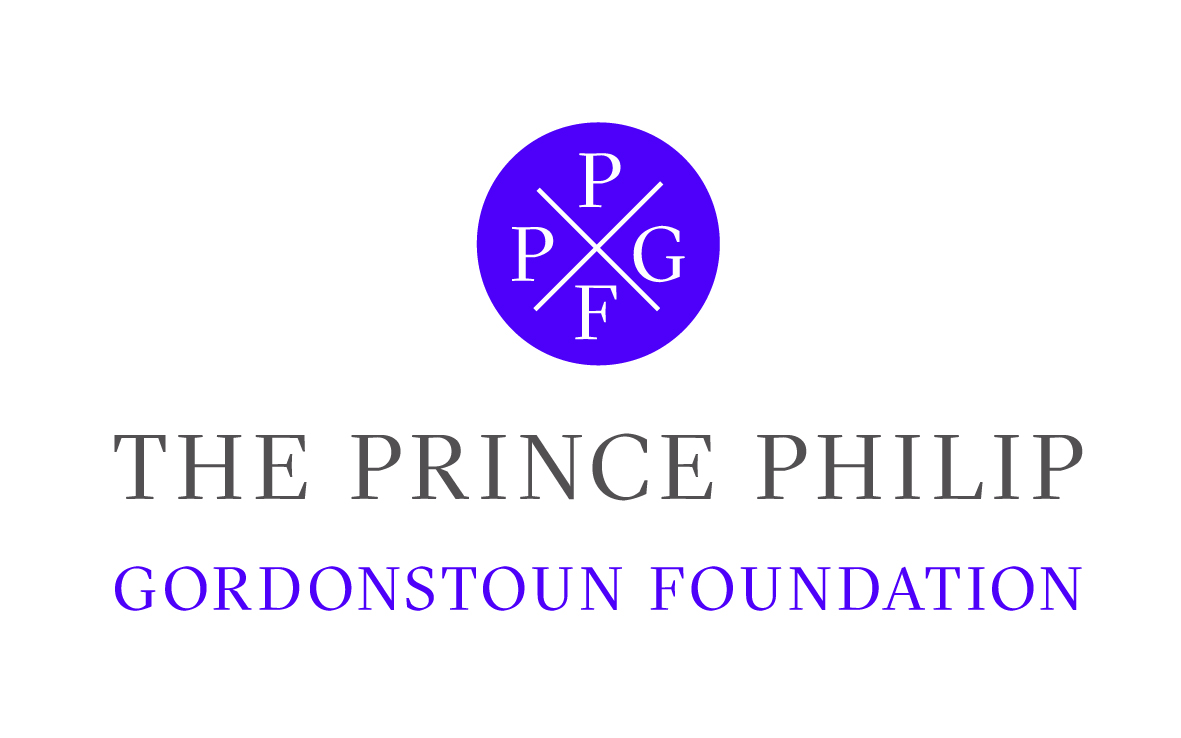 P
P G
F
THE PRINCE PHILIP
GORDONSTOUN FOUNDATION